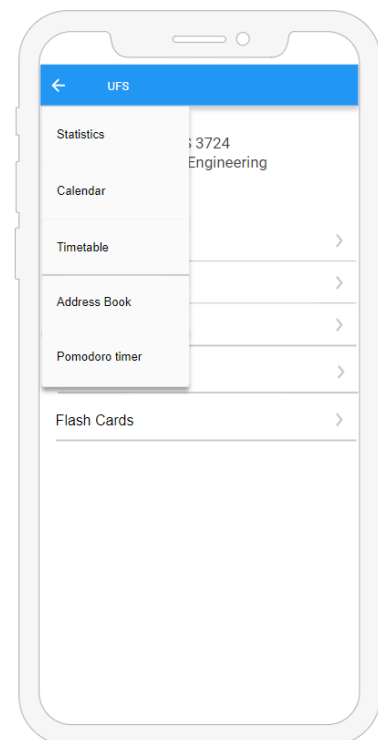 UFS
Statistics
3724
Engineering
Calendar
Timetable
Address Book
Pomodoro timer
Flash Cards